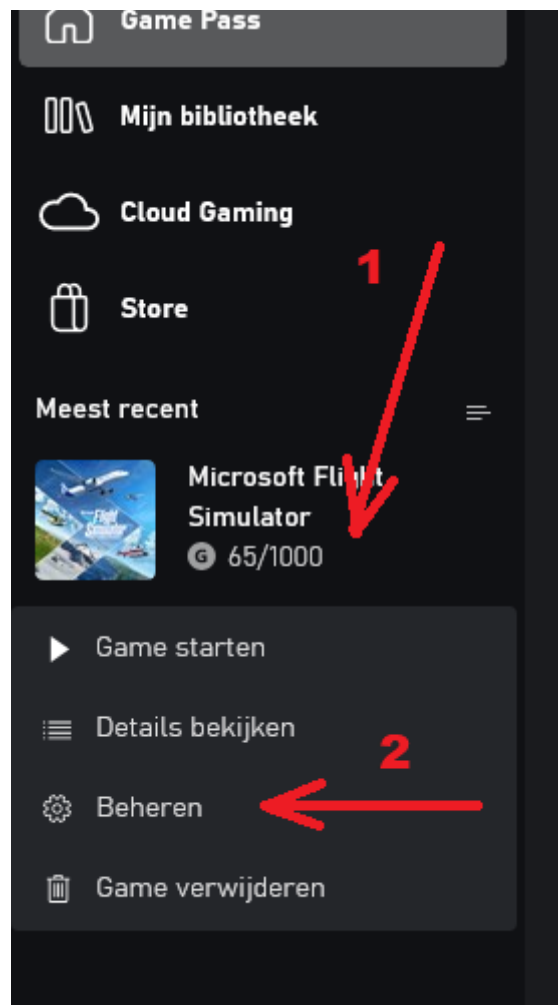 Game Pass
Mijn bibliotheek
Cloud Gaming
1
Store
Meest recent
Microsoft Flight
Simulator
G 65/1000
Game starten
Details bekijken
2
Beheren
Game verwijderen